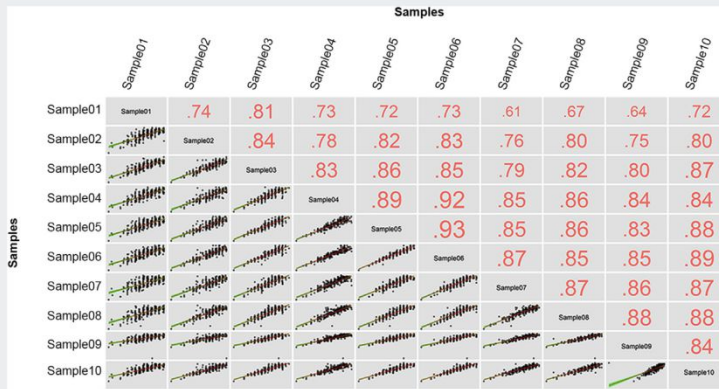 Samples
Sample01 Sample02 Sample03 Sample04 Sample05 Sample06 Sample07 Sample08 Sample09 Sample10
Samples
Sample01 Sample01 .74 .81 .73 .72 .73 .61 .67 .64 .72
Sample02 Sample02 .84 .78 .82 .83 .76 .80 .75 .80
Sample03 Sample03 .83 .86 .85 .79 .82 .80 .87
Sample04 Sample04 .89 .92 .85 .86 .84 .84
Sample05 Sample05 .93 .85 .86 .83 .88
Sample06 Sample06 .87 .85 .85 .89
Sample07 Sample07 .87 .86 .87
Sample08 Sample08 .88 .88
Sample09 Sample09 .84
Sample10 Sample10